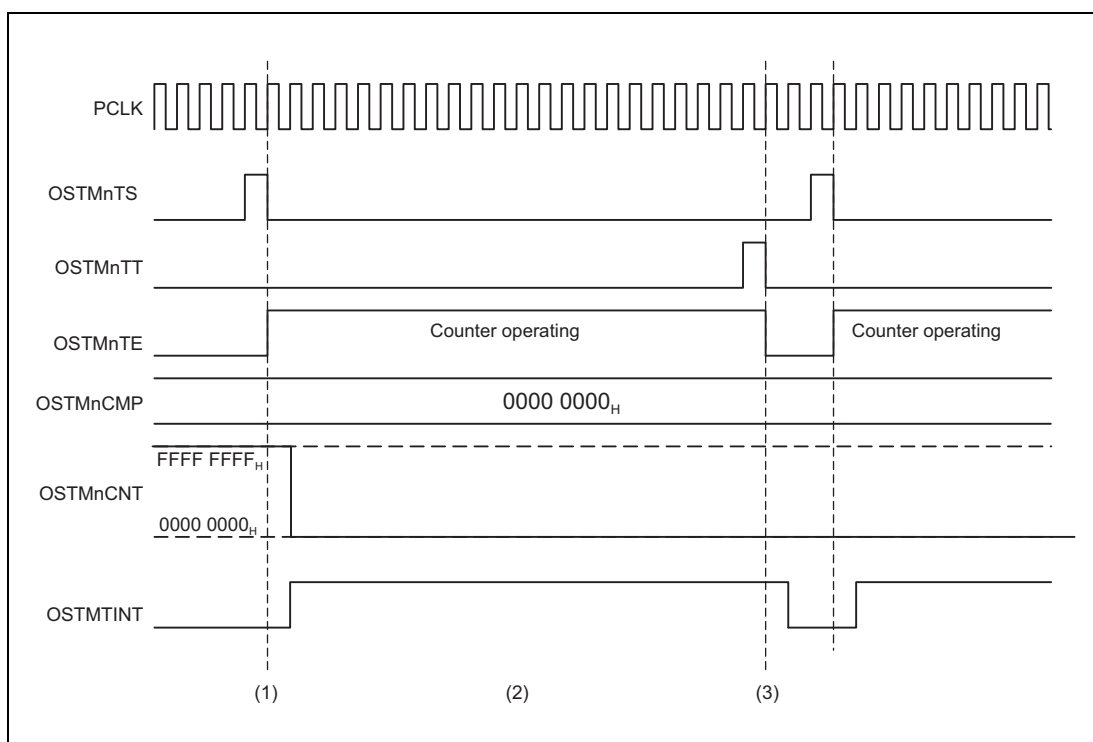 PCLK
OSTMnTS
OSTMnTT
OSTMnTE
Counter operating
Counter operating
OSTMnCMP
0000 0000H
FFFF FFFFH
OSTMnCNT
0000 0000H
OSTMTINT
(1)
(2)
(3)